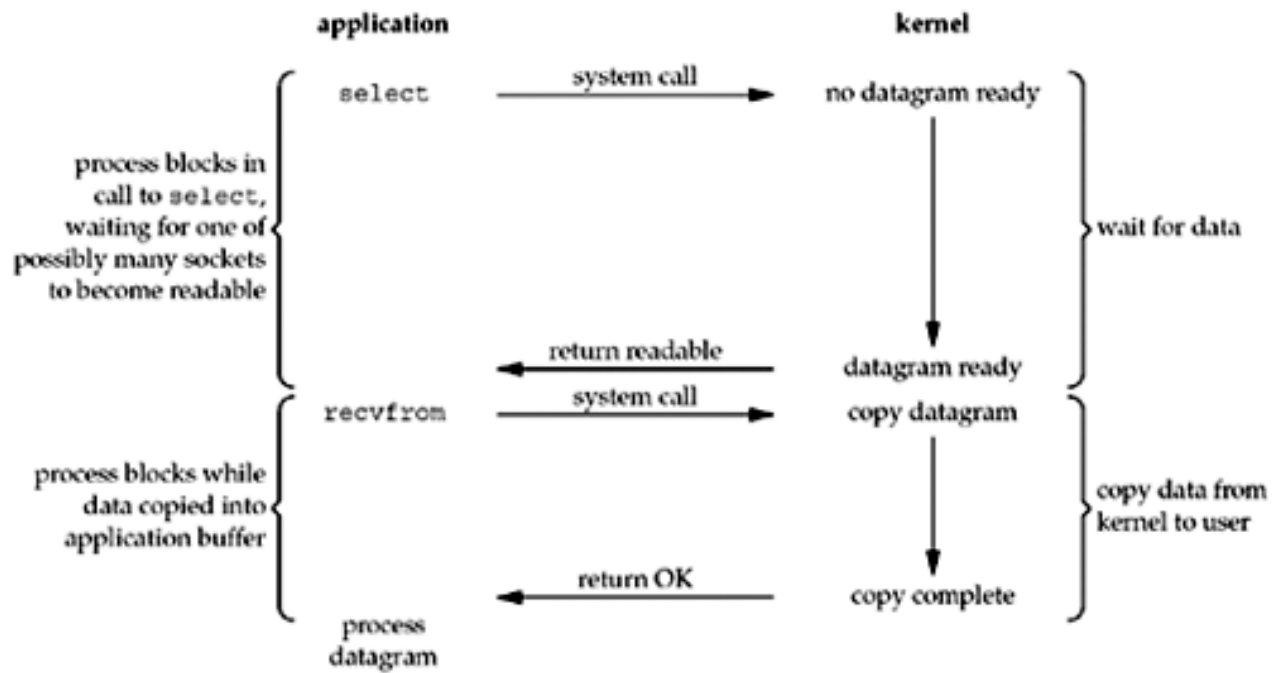 application
kernel
select
system call
no datagram ready
process blocks in
call to select,
waiting for one of
possibly many sockets
to become readable
wait for data
return readable
datagram ready
recvfrom
system call
copy datagram
process blocks while
data copied into
application buffer
copy data from
kernel to user
return OK
copy complete
process
datagram